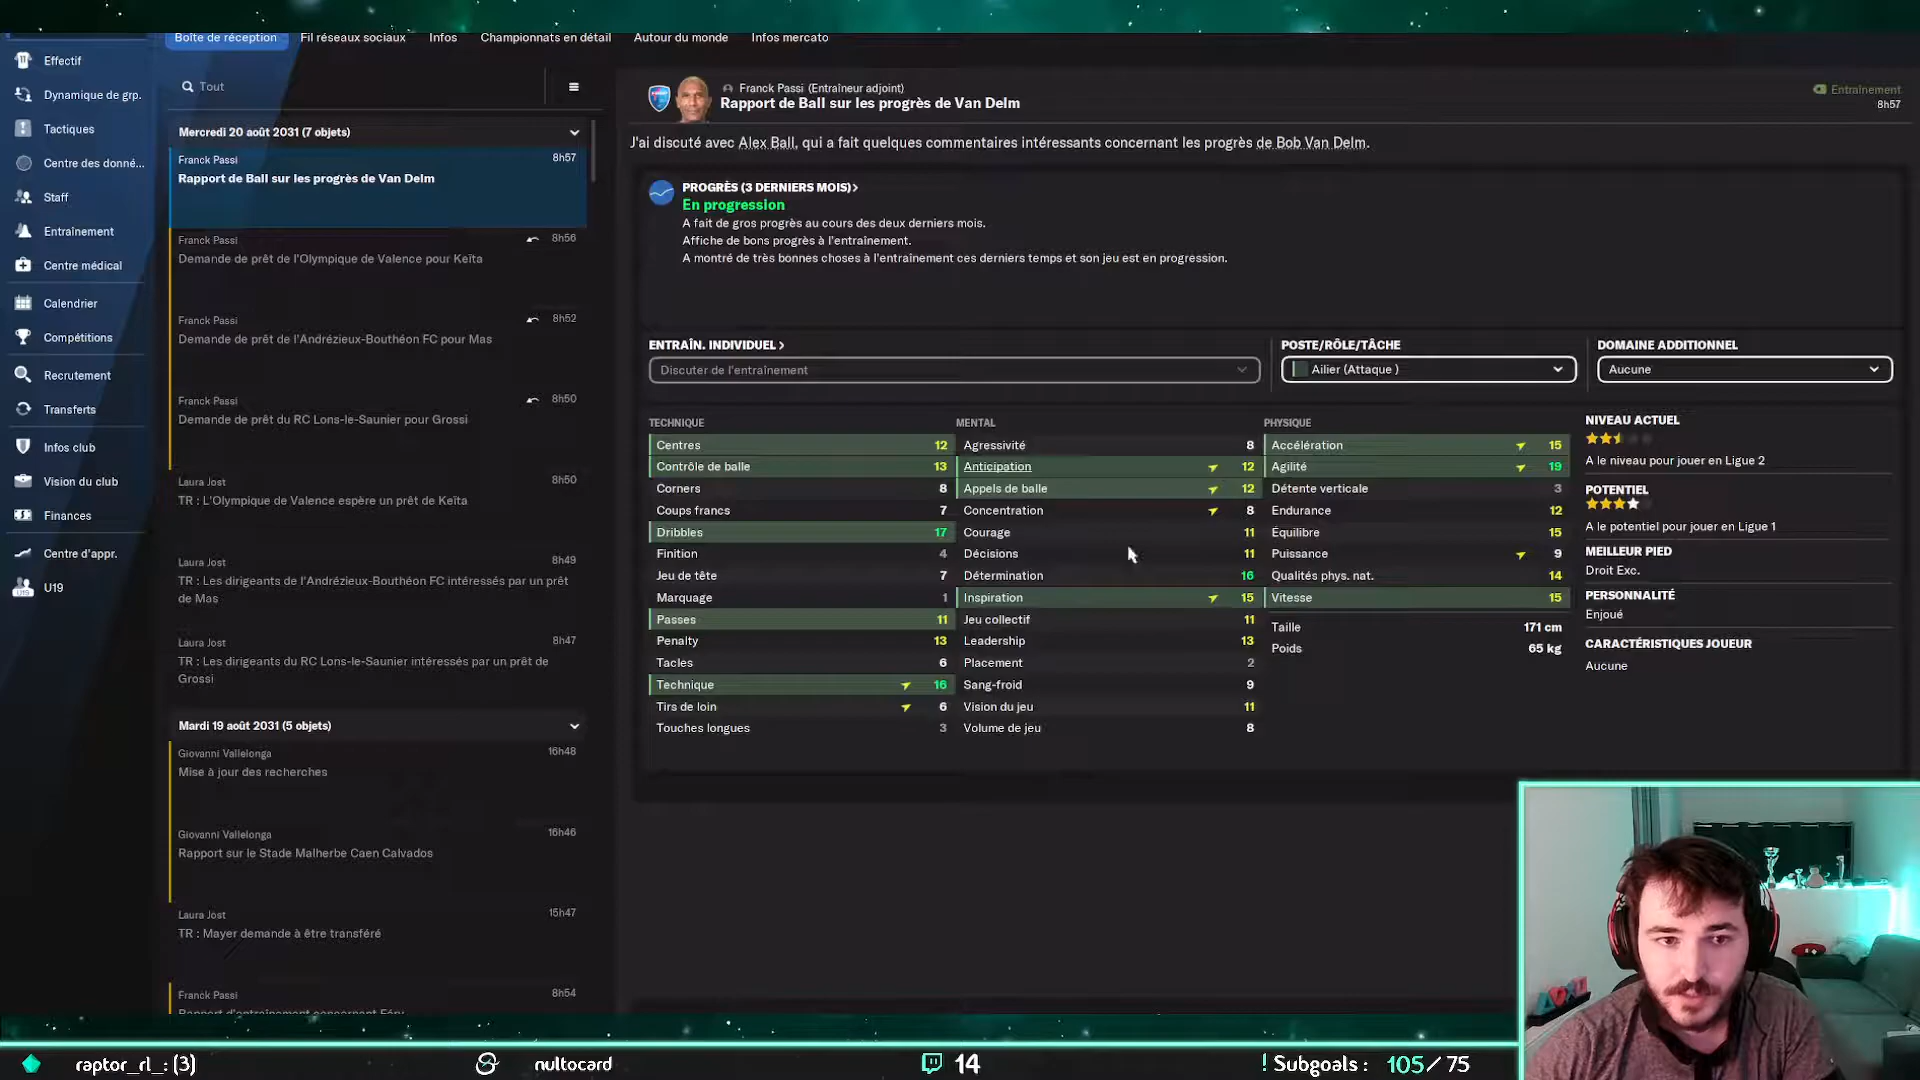 Boîte de réception
Fil réseaux sociaux
Infos
Championnats en détail
Autour du monde
Infos mercato
Effectif
Dynamique de grp.
Tactiques
Centre des donné...
Staff
Entraînement
Centre médical
Calendrier
Compétitions
Recrutement
Transferts
Infos club
Vision du club
Finances
Centre d'appr.
U19
Tout
Mercredi 20 août 2031 (7 objets)
Franck Passi 8h57
Rapport de Ball sur les progrès de Van Delm
Franck Passi 8h56
Demande de prêt de l'Olympique de Valence pour Keïta
Franck Passi 8h52
Demande de prêt de l'Andrézieux-Bouthéon FC pour Mas
Franck Passi 8h50
Demande de prêt du RC Lons-le-Saunier pour Grossi
Laura Jost 8h50
TR : L'Olympique de Valence espère un prêt de Keïta
Laura Jost 8h49
TR : Les dirigeants de l'Andrézieux-Bouthéon FC intéressés par un prêt
de Mas
Laura Jost 8h47
TR : Les dirigeants du RC Lons-le-Saunier intéressés par un prêt de
Grossi
Mardi 19 août 2031 (5 objets)
Giovanni Vallelonga 16h48
Mise à jour des recherches
Giovanni Vallelonga 16h46
Rapport sur le Stade Malherbe Caen Calvados
Laura Jost 15h47
TR : Mayer demande à être transféré
Franck Passi 8h54
Rapport d'entraînement concernant Féry
Franck Passi (Entraîneur adjoint)
Rapport de Ball sur les progrès de Van Delm
Entraînement
8h57
J'ai discuté avec Alex Ball, qui a fait quelques commentaires intéressants concernant les progrès de Bob Van Delm.
PROGRÈS (3 DERNIERS MOIS)>
En progression
A fait de gros progrès au cours des deux derniers mois.
Affiche de bons progrès à l'entraînement.
A montré de très bonnes choses à l'entraînement ces derniers temps et son jeu est en progression.
ENTRAÎN. INDIVIDUEL >
Discuter de l'entraînement
POSTE/RÔLE/TÂCHE
Ailier (Attaque )
DOMAINE ADDITIONNEL
Aucune
TECHNIQUE
Centres 12
Contrôle de balle 13
Corners 8
Coups francs 7
Dribbles 17
Finition 4
Jeu de tête 7
Marquage 1
Passes 11
Penalty 13
Tacles 6
Technique 16
Tirs de loin 6
Touches longues 3
MENTAL
Agressivité 8
Anticipation 12
Appels de balle 12
Concentration 8
Courage 11
Décisions 11
Détermination 16
Inspiration 15
Jeu collectif 11
Leadership 13
Placement 2
Sang-froid 9
Vision du jeu 11
Volume de jeu 8
PHYSIQUE
Accélération 15
Agilité 19
Détente verticale 3
Endurance 12
Équilibre 15
Puissance 9
Qualités phys. nat. 14
Vitesse 15
Taille 171 cm
Poids 65 kg
NIVEAU ACTUEL
A le niveau pour jouer en Ligue 2
POTENTIEL
A le potentiel pour jouer en Ligue 1
MEILLEUR PIED
Droit Exc.
PERSONNALITÉ
Enjoué
CARACTÉRISTIQUES JOUEUR
Aucune
raptor_rl_: (3)
nultocard
14
! Subgoals : 105 / 75